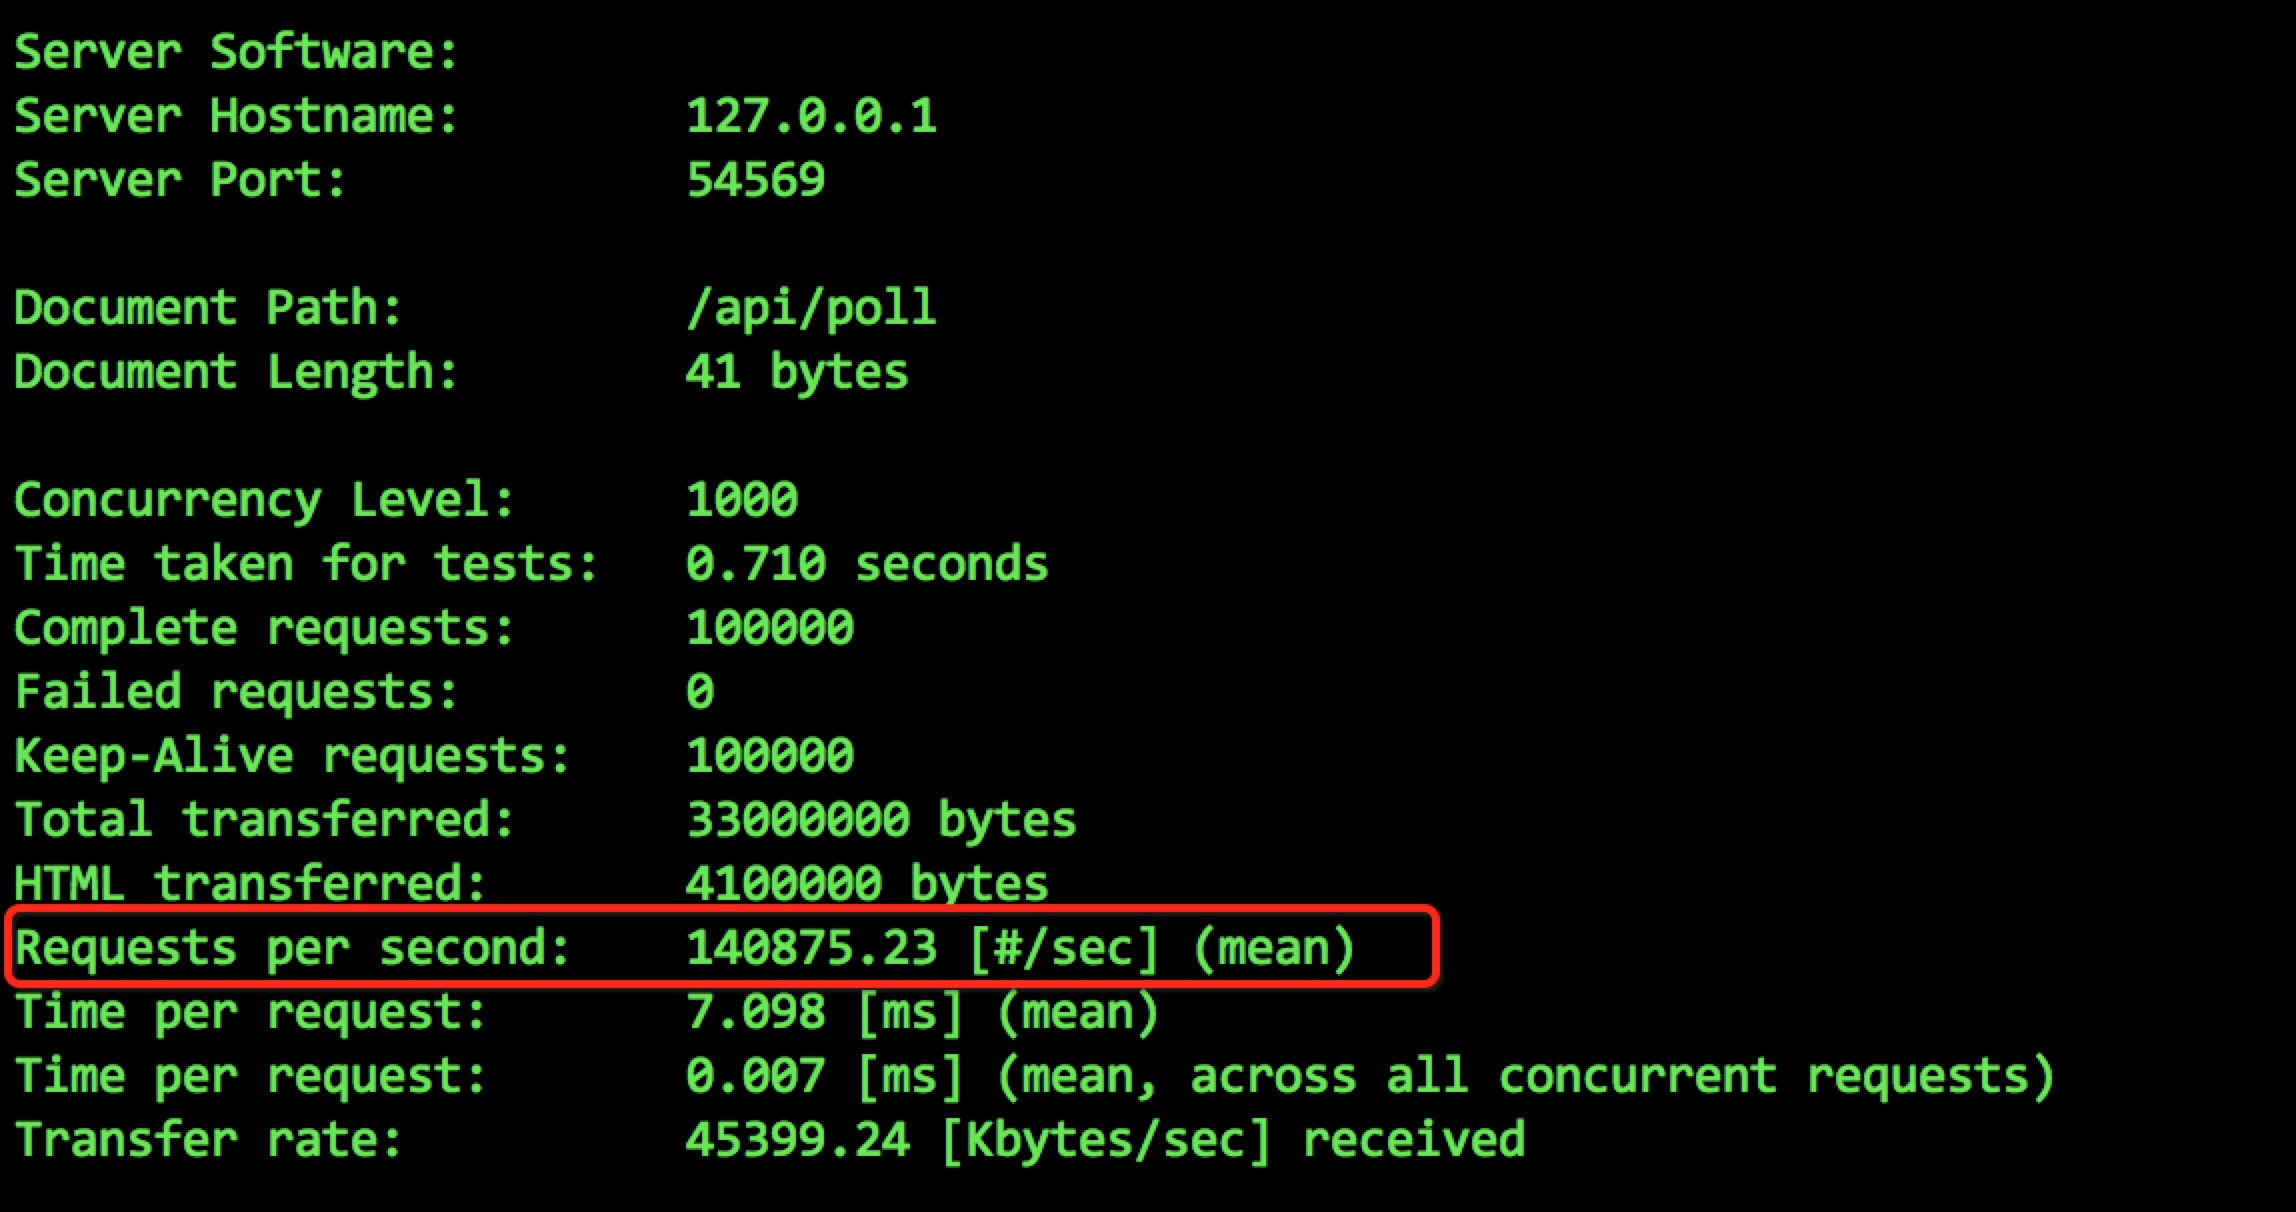 Server Software:
Server Hostname: 127.0.0.1
Server Port: 54569
Document Path: /api/poll
Document Length: 41 bytes
Concurrency Level: 1000
Time taken for tests: 0.710 seconds
Complete requests: 100000
Failed requests: 0
Keep-Alive requests: 100000
Total transferred: 33000000 bytes
HTML transferred: 4100000 bytes
Requests per second: 140875.23 [#/sec] (mean)
Time per request: 7.098 [ms] (mean)
Time per request: 0.007 [ms] (mean, across all concurrent requests)
Transfer rate: 45399.24 [Kbytes/sec] received